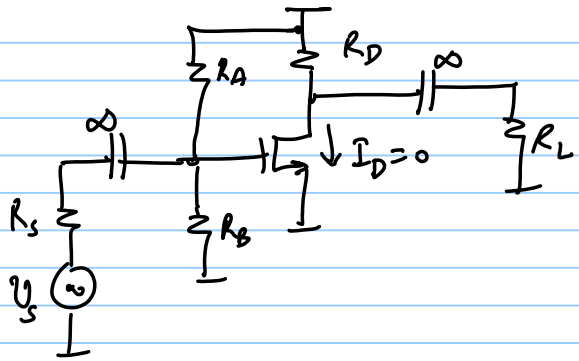 R_D
R_A
∞
∞
I_D = 0
R_L
R_S
R_B
v_s